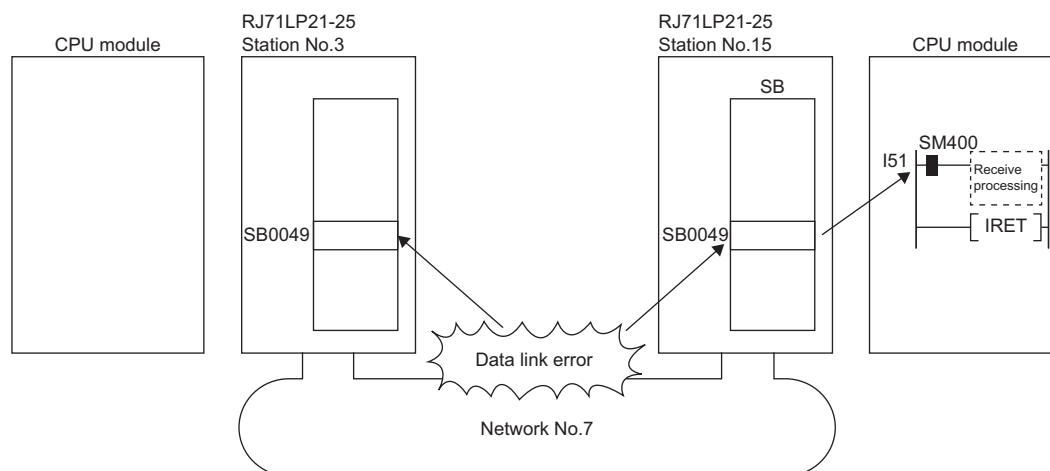 CPU module
RJ71LP21-25
Station No.3
RJ71LP21-25
Station No.15
CPU module
SB
SM400
I51
Receive
processing
SB0049
SB0049
IRET
Data link error
Network No.7